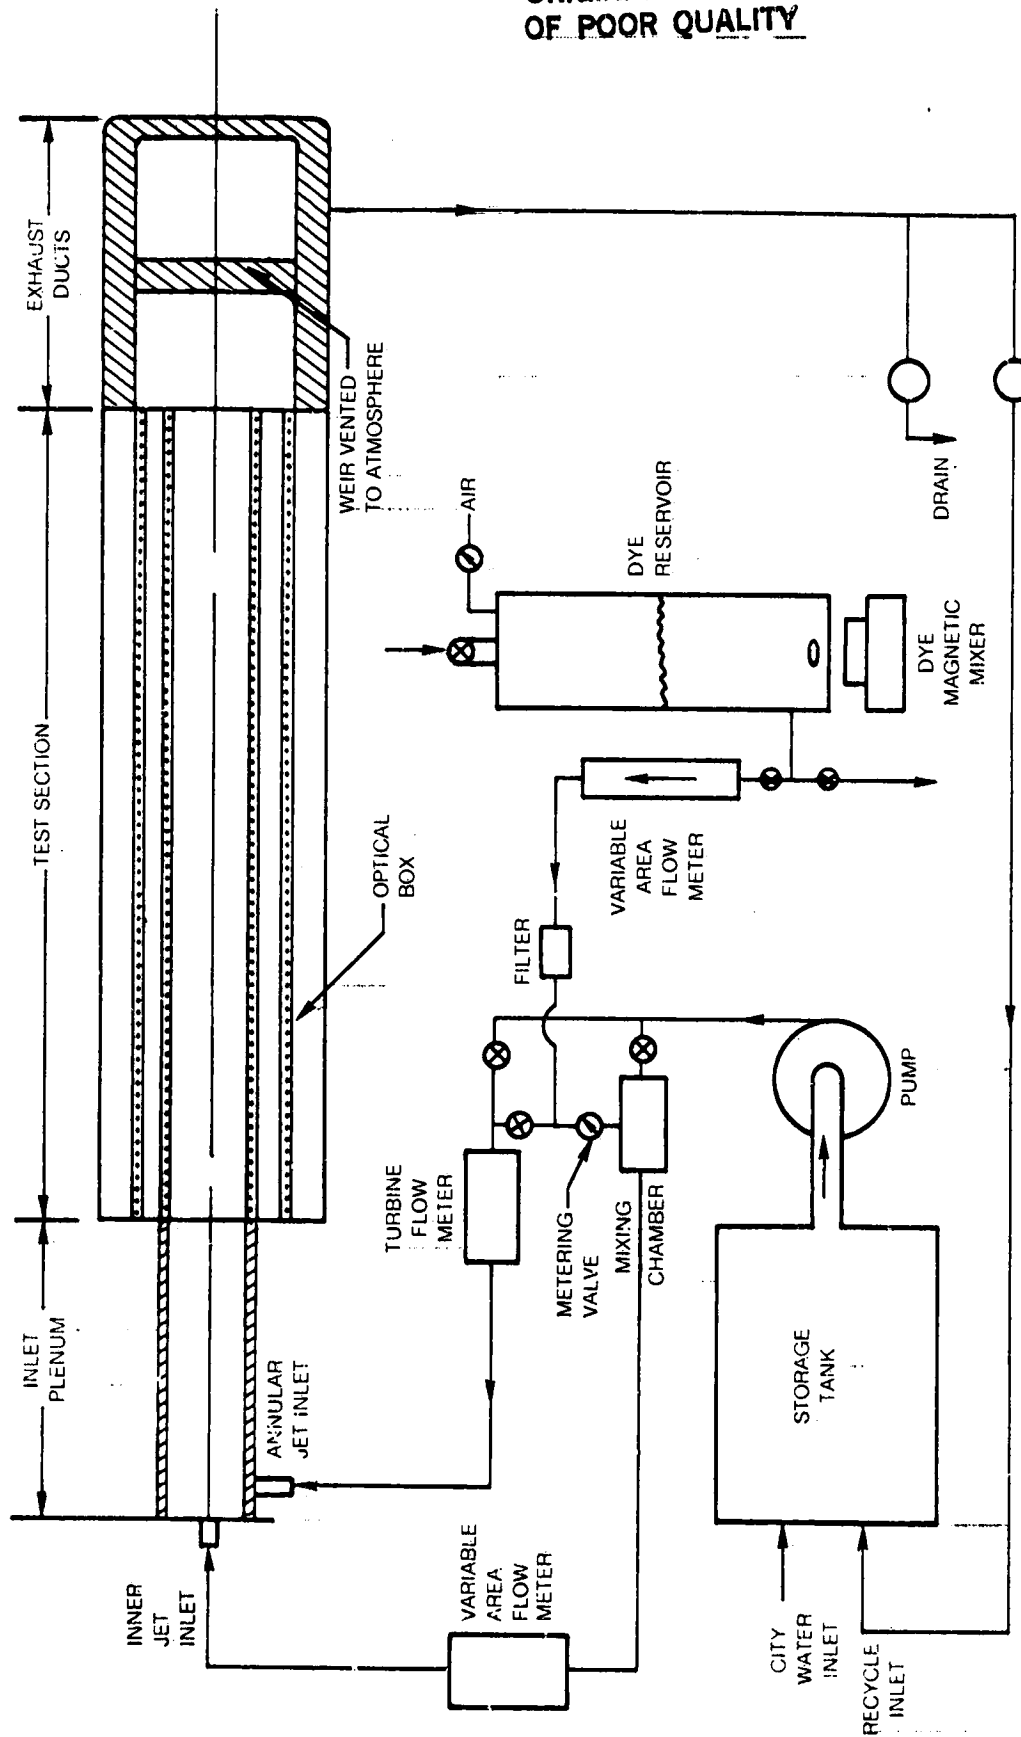 OF POOR QUALITY
EXHAUST
DUCTS
TEST SECTION
INLET
PLENUM
WEIR VENTED
TO ATMOSPHERE
OPTICAL
BOX
ANNULAR
JET INLET
INNER
JET
INLET
AIR
DYE
RESERVOIR
DYE
MAGNETIC
MIXER
DRAIN
VARIABLE
AREA
FLOW
METER
FILTER
TURBINE
FLOW
METER
METERING
VALVE
MIXING
CHAMBER
PUMP
VARIABLE
AREA
FLOW
METER
STORAGE
TANK
CITY
WATER
INLET
RECYCLE
INLET